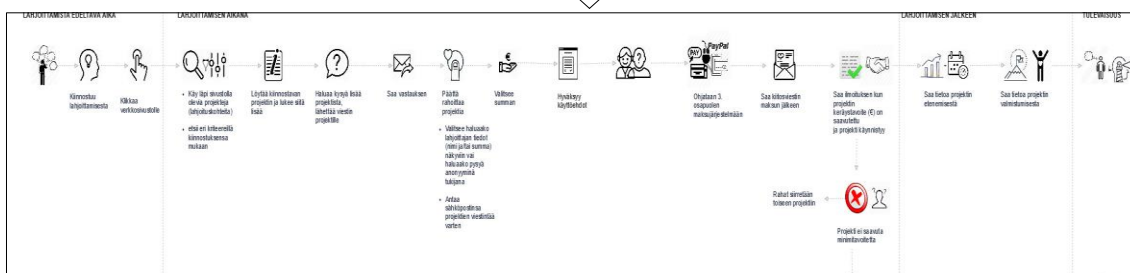 LAHJOITTAMISTA EDELTÄVÄ AIKA
LAHJOITTAMISEN AIKANA
LAHJOITTAMISEN JÄLKEEN
TULEVAISUUS
Kiinnostuu
lahjoittamisesta
Klikkaa
verkkosivustolle
• Käy läpi sivustolla
olevia projekteja
(lahjoituskohteita)
• etsii eri kriteereillä
kiinnostuksensa
mukaan
Löytää kiinnostavan
projektin ja lukee siitä
lisää
Haluaa kysyä lisää
projektista,
lähettää viestin
projektille
Saa vastauksen
Päättä
rahoittaa
projektia
• Valitsee haluaako
lahjoittajan tiedot
(nimi ja/tai summa)
näkyviin vai
haluaako pysyä
anonyyminä
tukijana
• Antaa
sähköpostinsa
projektien viestintää
varten
€
Valitsee
summan
Hyväksyy
käyttöehdot
PAY
PayPal
Ohjataan 3.
osapuolen
maksujärjestelmään
Saa kiitosviestin
maksun jälkeen
Saa ilmoituksen kun
projektin
keräystavoite (€) on
saavutettu
ja projekti käynnistyy
Saa tietoa projektin
etenemisestä
Saa tietoa projektin
valmistumisesta
Rahat siirretään
toiseen projektiin
Projekti ei saavuta
minimitavoitetta